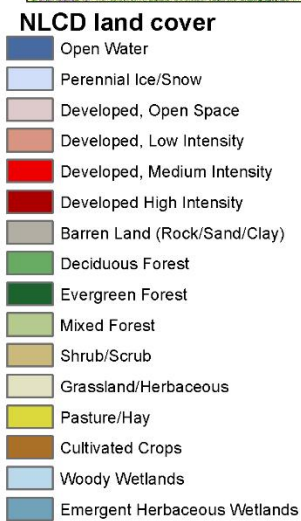 NLCD land cover
Open Water
Perennial Ice/Snow
Developed, Open Space
Developed, Low Intensity
Developed, Medium Intensity
Developed High Intensity
Barren Land (Rock/Sand/Clay)
Deciduous Forest
Evergreen Forest
Mixed Forest
Shrub/Scrub
Grassland/Herbaceous
Pasture/Hay
Cultivated Crops
Woody Wetlands
Emergent Herbaceous Wetlands